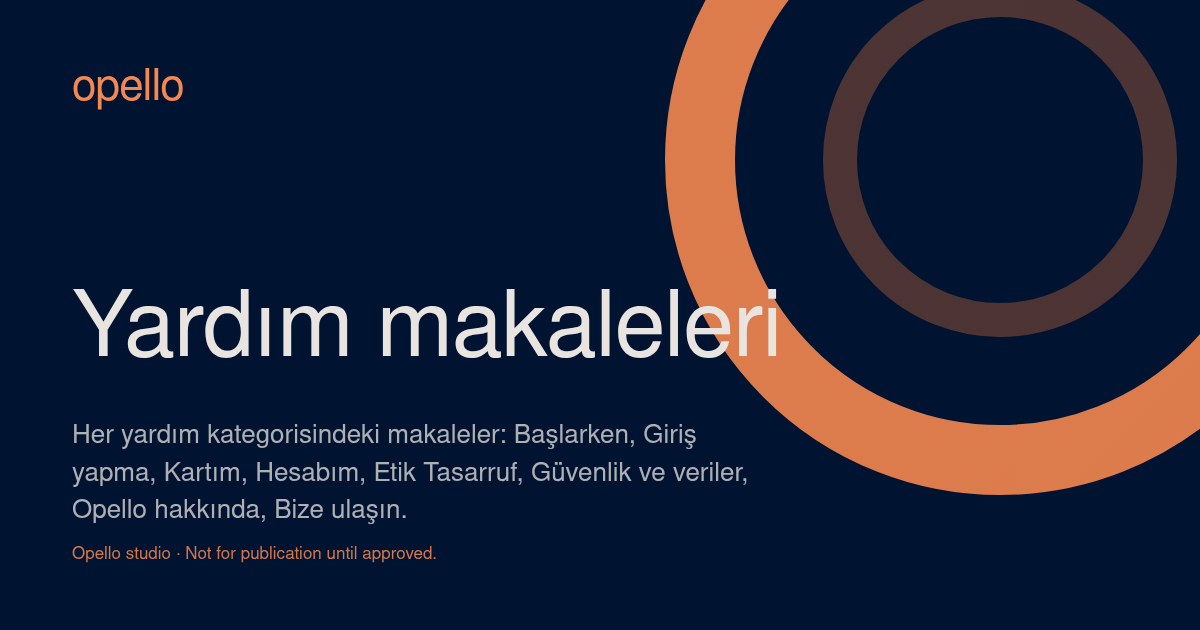 opello
Yardım makaleleri
Her yardım kategorisindeki makaleler: Başlarken, Giriş
yapma, Kartım, Hesabım, Etik Tasarruf, Güvenlik ve veriler,
Opello hakkında, Bize ulaşın.
Opello studio · Not for publication until approved.